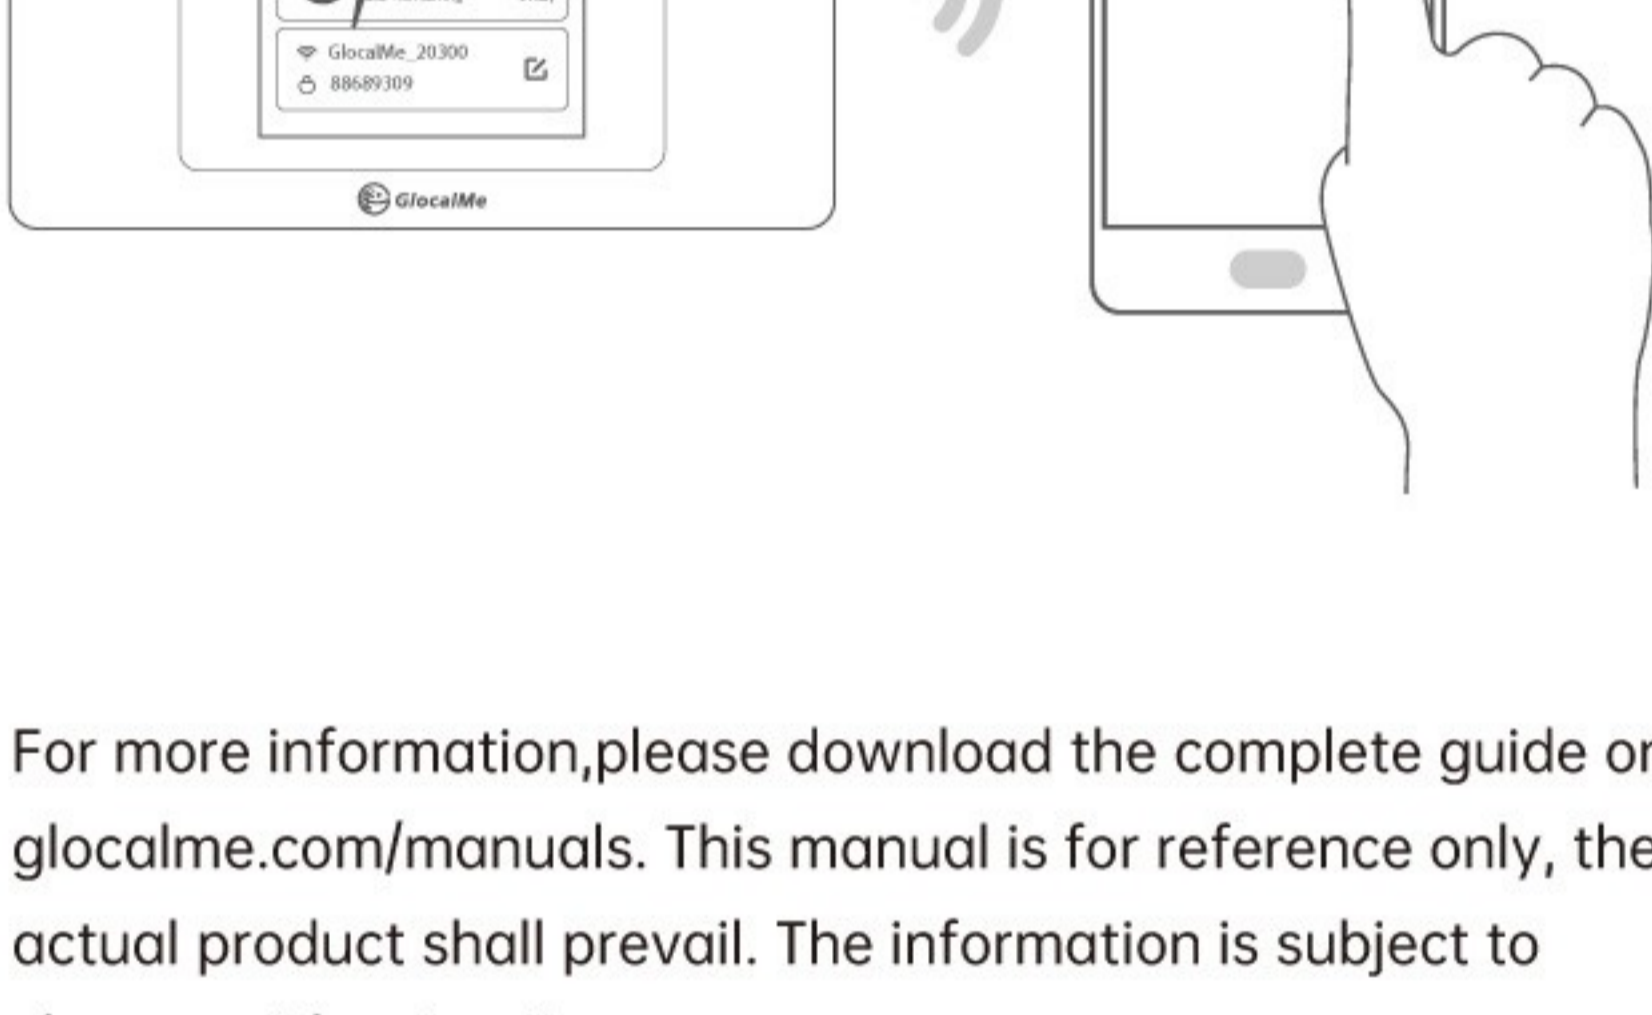 GlocalMe_20300
88689309
GlocalMe
For more information,please download the complete guide on
glocalme.com/manuals. This manual is for reference only, the
actual product shall prevail. The information is subject to